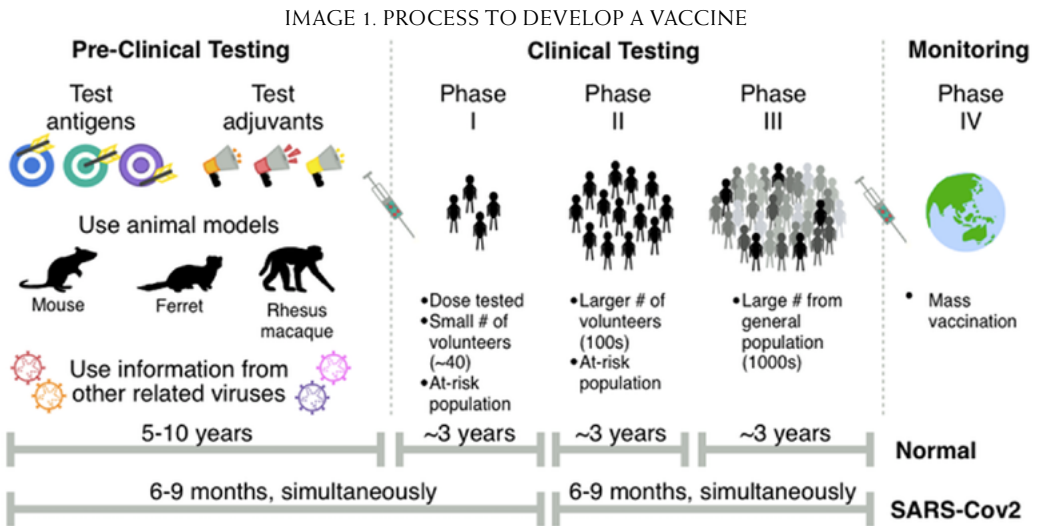 IMAGE 1. PROCESS TO DEVELOP A VACCINE
Pre-Clinical Testing
Test
antigens
Test
adjuvants
Use animal models
Mouse
Ferret
Rhesus
macaque
Use information from
other related viruses
Clinical Testing
Phase
I
•Dose tested
•Small # of
volunteers
(~40)
•At-risk
population
Phase
II
•Larger # of
volunteers
(100s)
•At-risk
population
Phase
III
•Large # from
general
population
(1000s)
Monitoring
Phase
IV
• Mass
vaccination
5-10 years
~3 years
~3 years
~3 years
Normal
6-9 months, simultaneously
6-9 months, simultaneously
SARS-Cov2